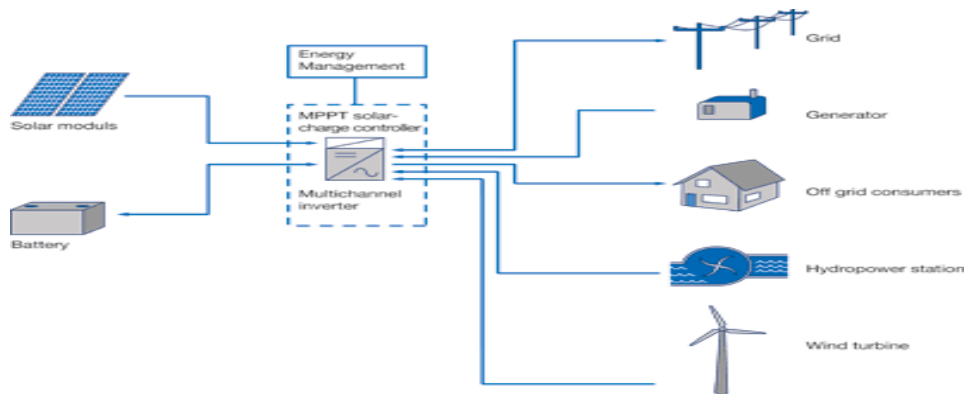 Energy
Management
Grid
Solar moduls
MPPT solar-
charge controller
Generator
Multichannel
inverter
Off grid consumers
Battery
Hydropower station
Wind turbine